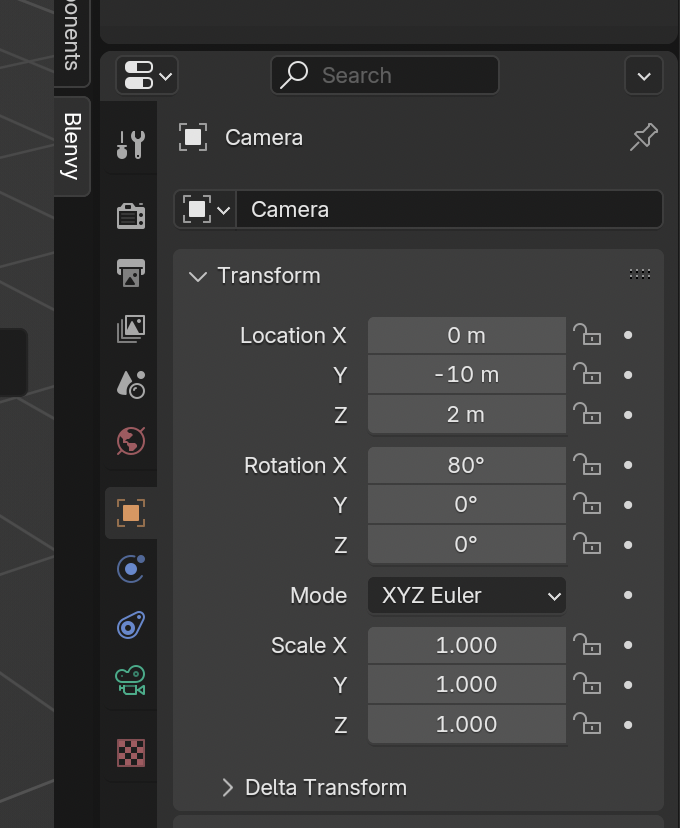 onents
Blenvy
Search
Camera
Camera
Transform
Location X 0 m
Y -10 m
Z 2 m
Rotation X 80°
Y 0°
Z 0°
Mode XYZ Euler
Scale X 1.000
Y 1.000
Z 1.000
Delta Transform